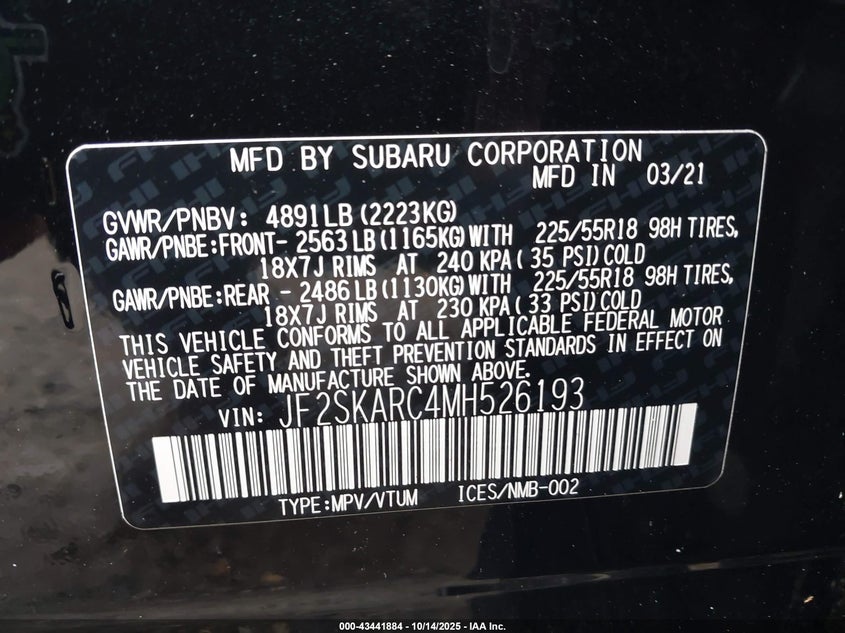 MFD BY SUBARU CORPORATION
MFD IN 03/21
GVWR/PNBV: 4891LB (2223KG)
GAWR/PNBE:FRONT- 2563LB (1165KG) WITH 225/55R18 98H TIRES,
18X7J RIMS AT 240 KPA ( 35 PSI) COLD
GAWR/PNBE:REAR - 2486LB (1130KG) WITH 225/55R18 98H TIRES,
18X7J RIMS AT 230 KPA ( 33 PSI) COLD
THIS VEHICLE CONFORMS TO ALL APPLICABLE FEDERAL MOTOR
VEHICLE SAFETY AND THEFT PREVENTION STANDARDS IN EFFECT ON
THE DATE OF MANUFACTURE SHOWN ABOVE.
VIN: JF2SKARC4MH526193
TYPE:MPV/VTUM ICES/NMB-002
000-43441884 - 10/14/2025 - IAA Inc.